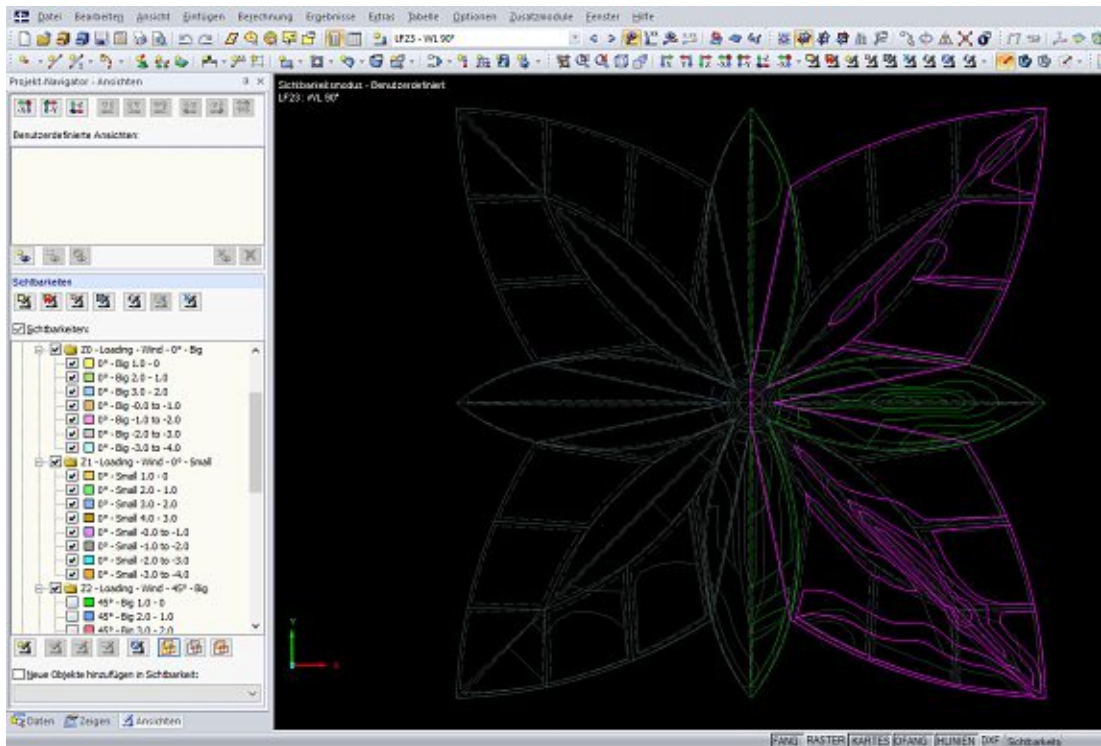 Datei Bearbeiten Ansicht Einfügen Berechnung Ergebnisse Extras Tabelle Optionen Zusatzmodule Fenster Hilfe
LF23 - WL 90°
Projekt-Navigator - Ansichten
Benutzerdefinierte Ansichten:
Sichtbarkeiten
Sichtbarkeiten:
Z0 - Loading - Wind - 0° - Big
0° - Big 1.0 - 0
0° - Big 2.0 - 1.0
0° - Big 3.0 - 2.0
0° - Big -0.0 to -1.0
0° - Big -1.0 to -2.0
0° - Big -2.0 to -3.0
0° - Big -3.0 to -4.0
Z1 - Loading - Wind - 0° - Small
0° - Small 1.0 - 0
0° - Small 2.0 - 1.0
0° - Small 3.0 - 2.0
0° - Small 4.0 - 3.0
0° - Small -0.0 to -1.0
0° - Small -1.0 to -2.0
0° - Small -2.0 to -3.0
0° - Small -3.0 to -4.0
Z2 - Loading - Wind - 45° - Big
45° - Big 1.0 - 0
45° - Big 2.0 - 1.0
45° - Big 3.0 - 2.0
Neue Objekte hinzufügen in Sichtbarkeit:
Daten Zeigen Ansichten
Sichtbarkeitsmodus - Benutzerdefiniert
LF23 : WL 90°
Y
X
FANG RASTER KARTES OFANG HLINIEN DXF Sichtbarkeits